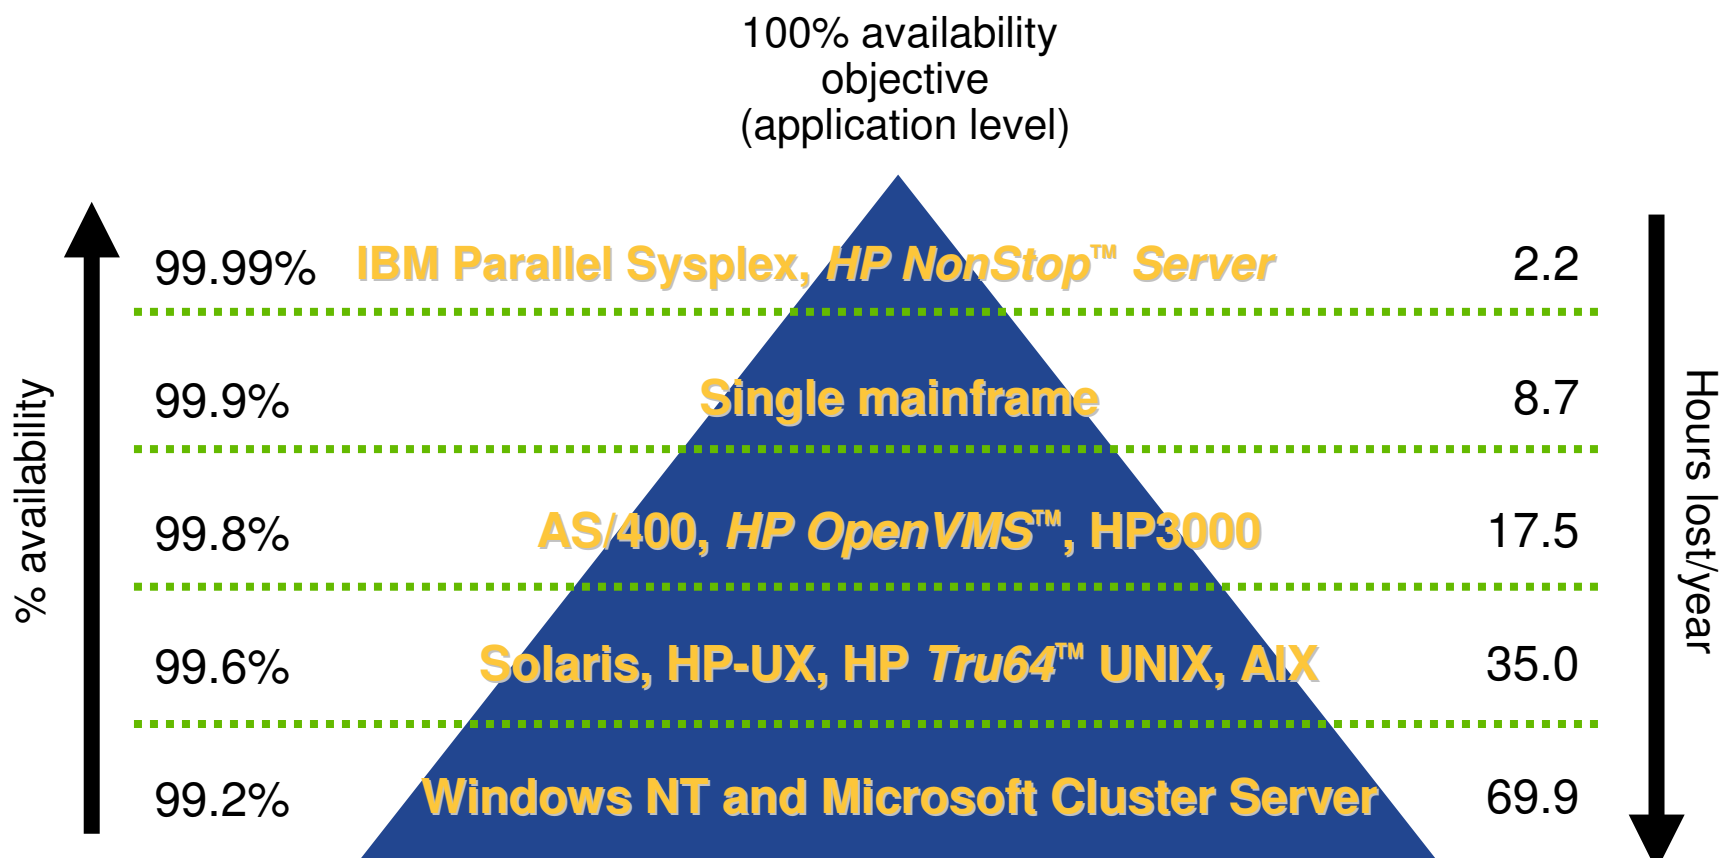 100% availability
objective
(application level)
99.99% IBM Parallel Sysplex, HP NonStop™ Server 2.2
99.9% Single mainframe 8.7
99.8% AS/400, HP OpenVMS™, HP3000 17.5
99.6% Solaris, HP-UX, HP Tru64™ UNIX, AIX 35.0
99.2% Windows NT and Microsoft Cluster Server 69.9
% availability
Hours lost/year